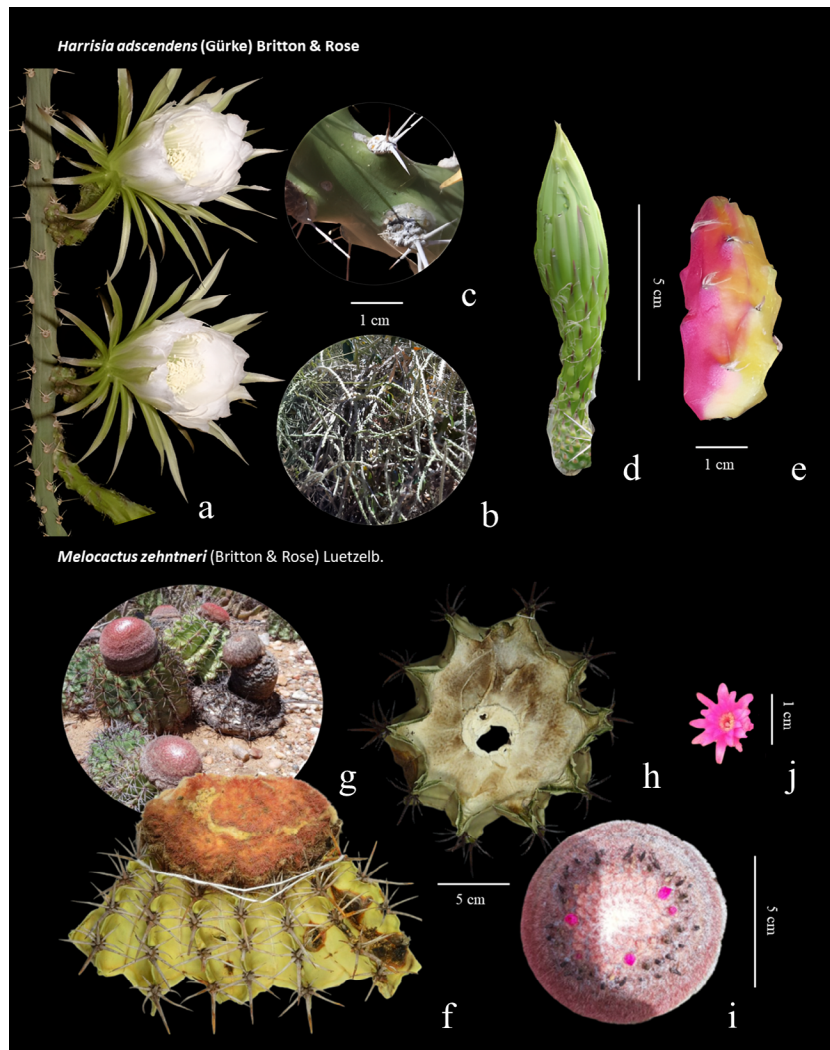 Harrisia adscendens (Gürke) Britton & Rose
c
1 cm
5 cm
a
b
d
1 cm
e
Melocactus zehntneri (Britton & Rose) Luetzelb.
g
h
1 cm
j
5 cm
5 cm
f
i